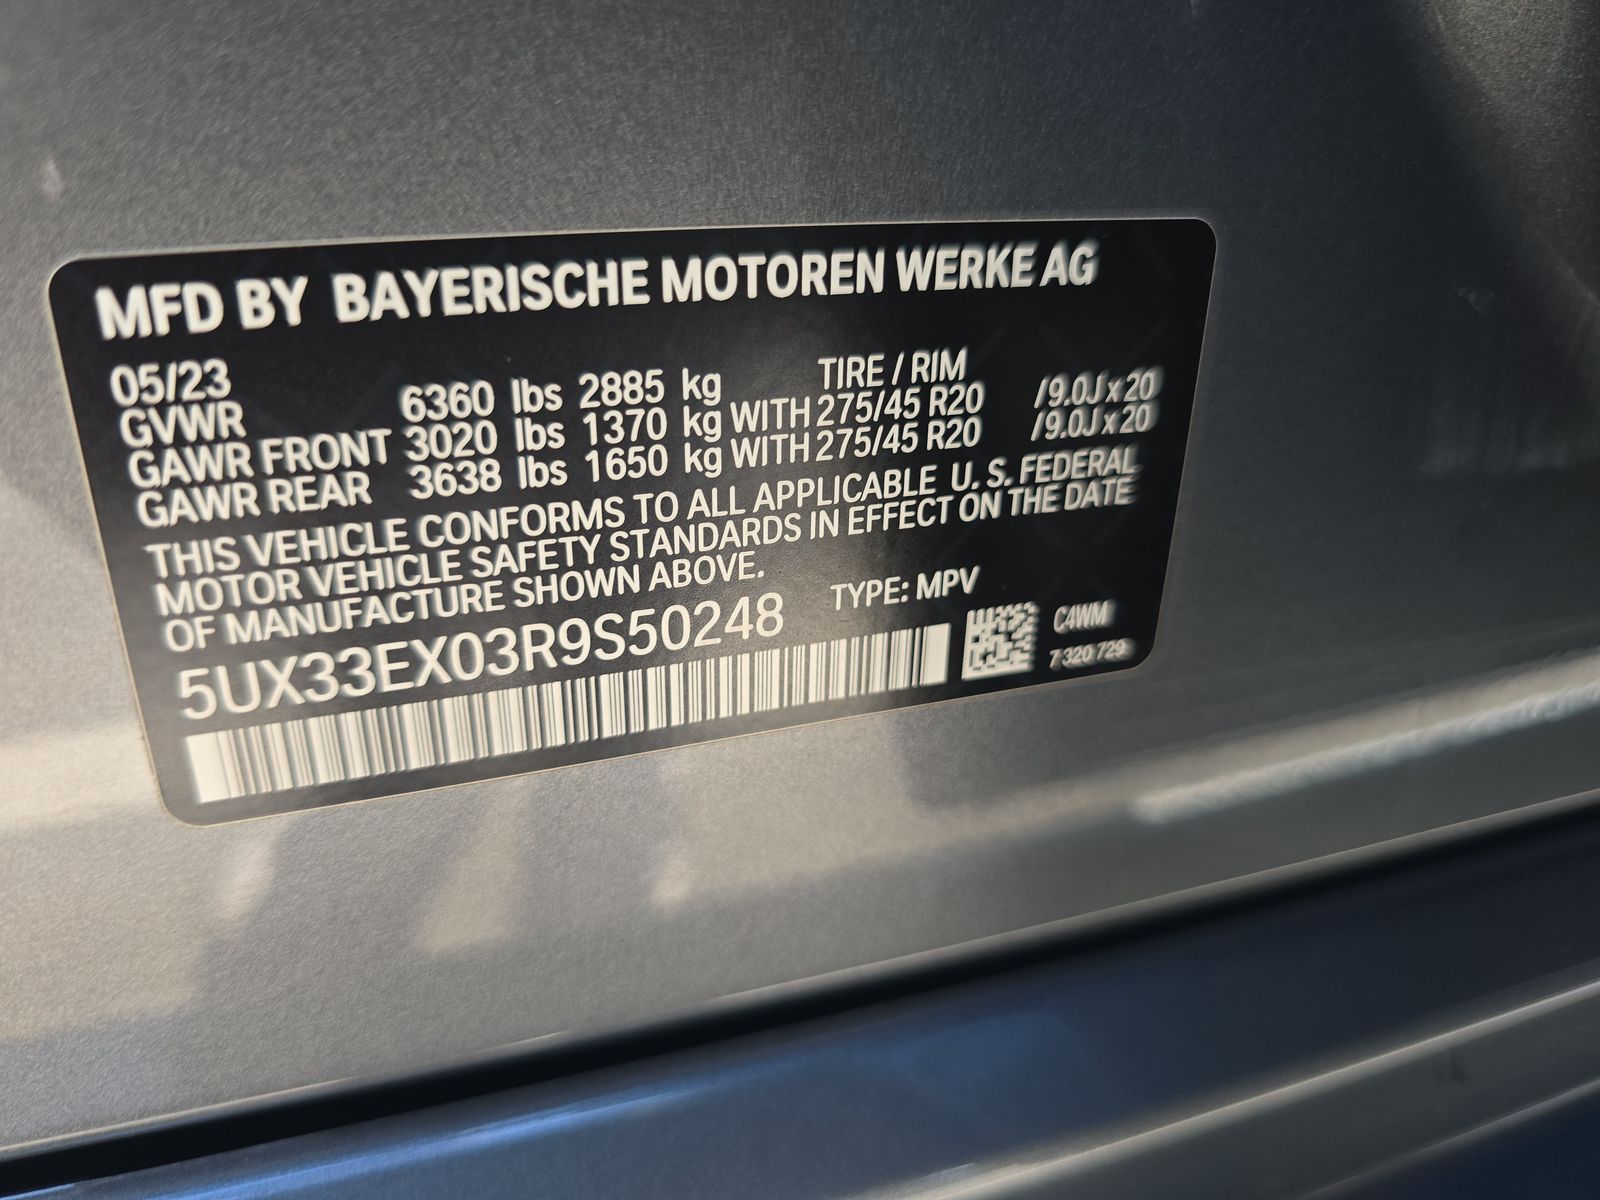 MFD BY BAYERISCHE MOTOREN WERKE AG
05/23 TIRE / RIM
GVWR 6360 lbs 2885 kg
GAWR FRONT 3020 lbs 1370 kg WITH 275/45 R20 /9.0J x 20
GAWR REAR 3638 lbs 1650 kg WITH 275/45 R20 /9.0J x 20
THIS VEHICLE CONFORMS TO ALL APPLICABLE U. S. FEDERAL
MOTOR VEHICLE SAFETY STANDARDS IN EFFECT ON THE DATE
OF MANUFACTURE SHOWN ABOVE.
5UX33EX03R9S50248 TYPE: MPV
C4WM
7 320 729